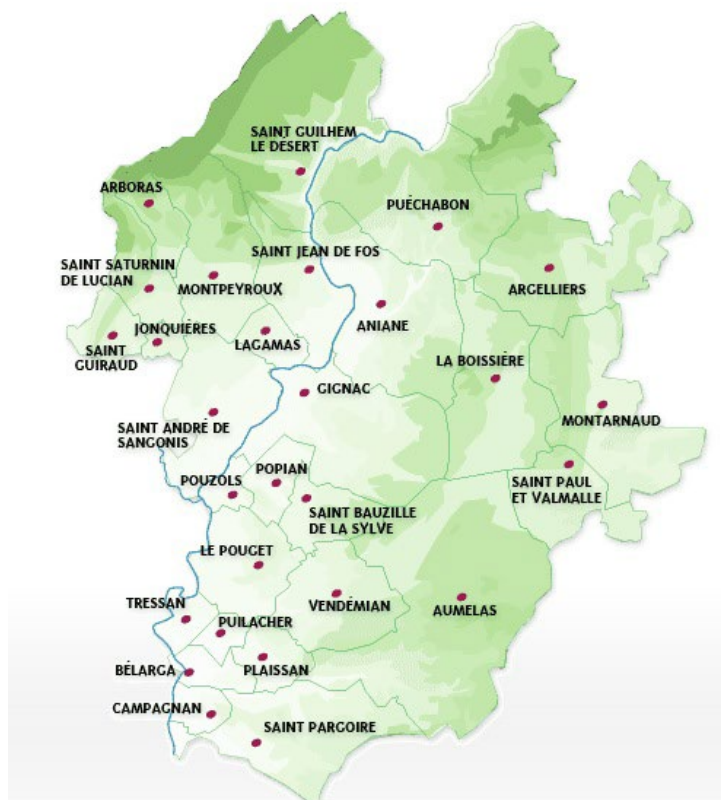 SAINT GUILHEM
LE DÉSERT
ARBORAS
PUÉCHABON
SAINT JEAN DE FOS
SAINT SATURNIN
DE LUCIAN
MONTPEYROUX
ARGELLIERS
ANIANE
JONQUIÈRES
LAGAMAS
SAINT
GUIRAUD
LA BOISSIÈRE
GIGNAC
MONTARNAUD
SAINT ANDRÉ DE
SANGONIS
POPIAN
POUZOLS
SAINT PAUL
ET VALMALLE
SAINT BAUZILLE
DE LA SYLVE
LE POUGET
TRESSAN
VENDÉMIAN
AUMELAS
PUILACHER
BÉLARGA
PLAISSAN
CAMPAGNAN
SAINT PARGOIRE